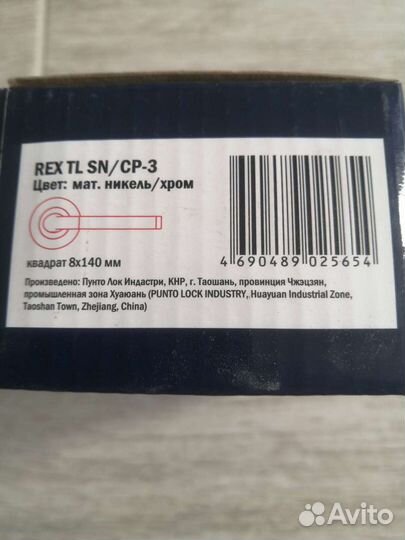 REX TL SN/CP-3
Цвет: мат. никель/хром
квадрат 8х140 мм
4 690489 025654
Произведено: Пунто Лок Индастри, КНР, г. Таошань, провинция Чжэцзян,
промышленная зона Хуаюань (PUNTO LOCK INDUSTRY, Huayuan Industrial Zone,
Taoshan Town, Zhejiang, China)
Avito